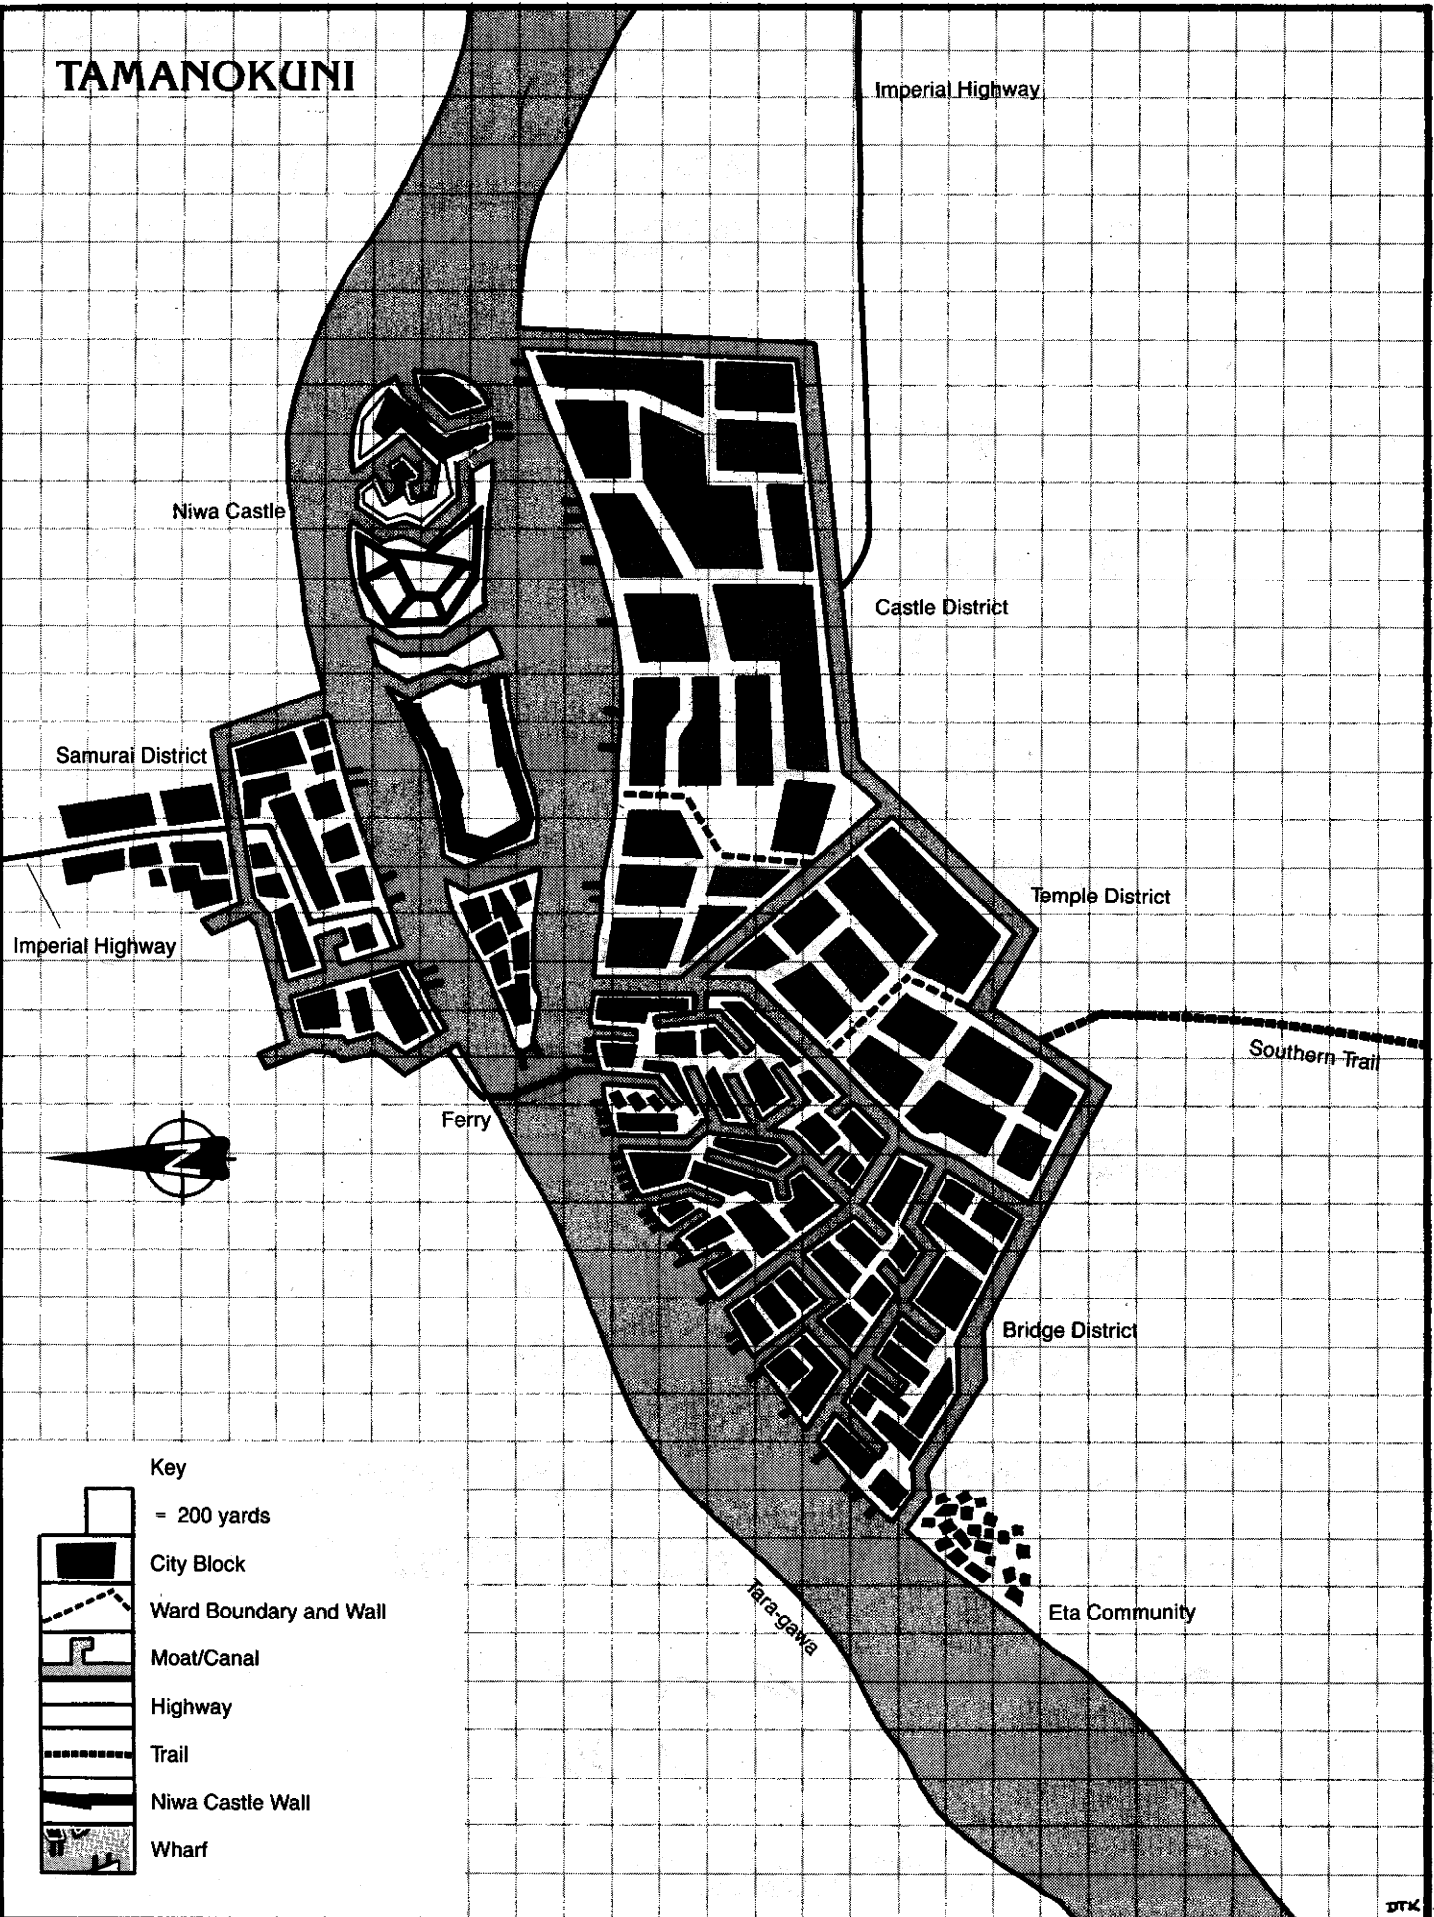 TAMANOKUNI
Imperial Highway
Niwa Castle
Castle District
Samurai District
Temple District
Imperial Highway
Southern Trail
Ferry
N
Bridge District
Key
= 200 yards
City Block
Ward Boundary and Wall
Moat/Canal
Highway
Trail
Niwa Castle Wall
Wharf
Tara-gawa
Eta Community
DTK